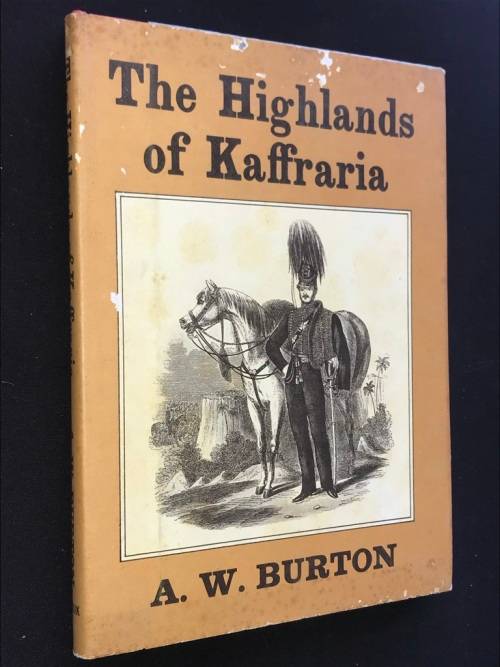 The Highlands
of Kaffraria
A. W. BURTON